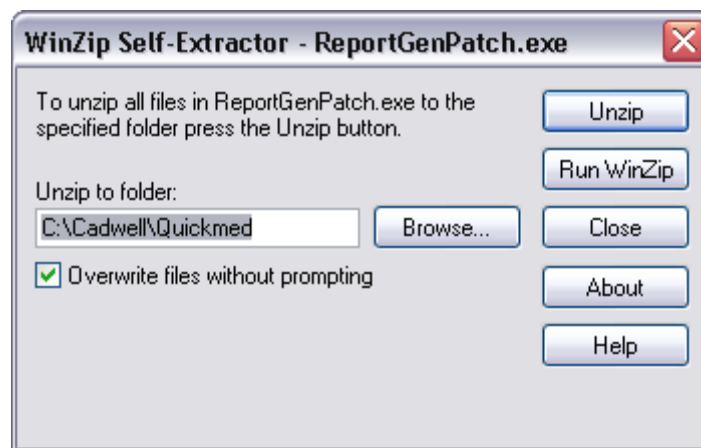 WinZip Self-Extractor - ReportGenPatch.exe
To unzip all files in ReportGenPatch.exe to the
specified folder press the Unzip button.
Unzip to folder:
C:\Cadwell\Quickmed
Browse...
Overwrite files without prompting
Unzip
Run WinZip
Close
About
Help